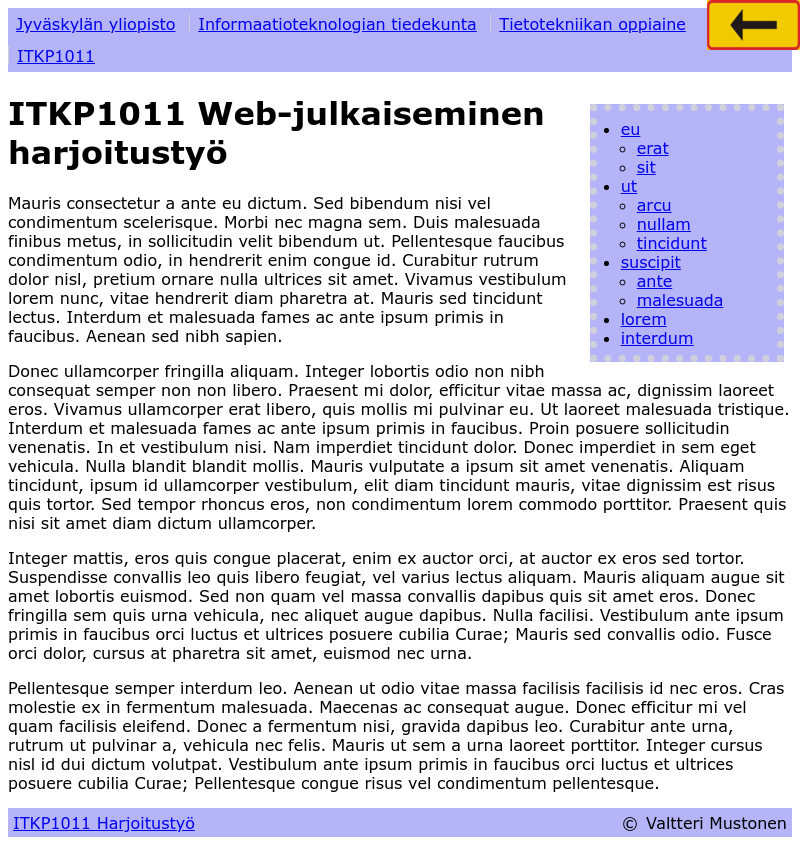 Jyväskylän yliopisto Informaatioteknologian tiedekunta Tietotekniikan oppiaine
ITKP1011
ITKP1011 Web-julkaiseminen
harjoitustyö
eu
erat
sit
ut
arcu
nullam
tincidunt
suscipit
ante
malesuada
lorem
interdum
Mauris consectetur a ante eu dictum. Sed bibendum nisi vel
condimentum scelerisque. Morbi nec magna sem. Duis malesuada
finibus metus, in sollicitudin velit bibendum ut. Pellentesque faucibus
condimentum odio, in hendrerit enim congue id. Curabitur rutrum
dolor nisl, pretium ornare nulla ultrices sit amet. Vivamus vestibulum
lorem nunc, vitae hendrerit diam pharetra at. Mauris sed tincidunt
lectus. Interdum et malesuada fames ac ante ipsum primis in
faucibus. Aenean sed nibh sapien.
Donec ullamcorper fringilla aliquam. Integer lobortis odio non nibh
consequat semper non non libero. Praesent mi dolor, efficitur vitae massa ac, dignissim laoreet
eros. Vivamus ullamcorper erat libero, quis mollis mi pulvinar eu. Ut laoreet malesuada tristique.
Interdum et malesuada fames ac ante ipsum primis in faucibus. Proin posuere sollicitudin
venenatis. In et vestibulum nisi. Nam imperdiet tincidunt dolor. Donec imperdiet in sem eget
vehicula. Nulla blandit blandit mollis. Mauris vulputate a ipsum sit amet venenatis. Aliquam
tincidunt, ipsum id ullamcorper vestibulum, elit diam tincidunt mauris, vitae dignissim est risus
quis tortor. Sed tempor rhoncus eros, non condimentum lorem commodo porttitor. Praesent quis
nisi sit amet diam dictum ullamcorper.
Integer mattis, eros quis congue placerat, enim ex auctor orci, at auctor ex eros sed tortor.
Suspendisse convallis leo quis libero feugiat, vel varius lectus aliquam. Mauris aliquam augue sit
amet lobortis euismod. Sed non quam vel massa convallis dapibus quis sit amet eros. Donec
fringilla sem quis urna vehicula, nec aliquet augue dapibus. Nulla facilisi. Vestibulum ante ipsum
primis in faucibus orci luctus et ultrices posuere cubilia Curae; Mauris sed convallis odio. Fusce
orci dolor, cursus at pharetra sit amet, euismod nec urna.
Pellentesque semper interdum leo. Aenean ut odio vitae massa facilisis facilisis id nec eros. Cras
molestie ex in fermentum malesuada. Maecenas ac consequat augue. Donec efficitur mi vel
quam facilisis eleifend. Donec a fermentum nisi, gravida dapibus leo. Curabitur ante urna,
rutrum ut pulvinar a, vehicula nec felis. Mauris ut sem a urna laoreet porttitor. Integer cursus
nisl id dui dictum volutpat. Vestibulum ante ipsum primis in faucibus orci luctus et ultrices
posuere cubilia Curae; Pellentesque congue risus vel condimentum pellentesque.
ITKP1011 Harjoitustyö © Valtteri Mustonen